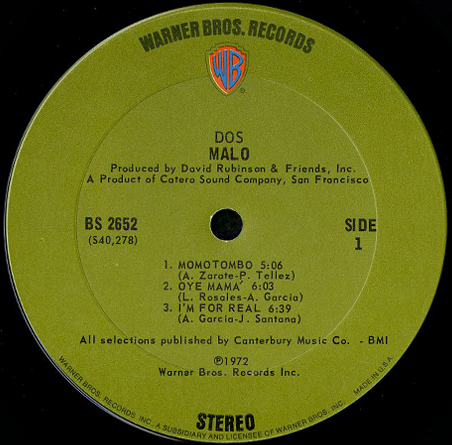 WARNER BROS. RECORDS
WB
®
DOS
MALO
Produced by David Rubinson & Friends, Inc.
A Product of Catero Sound Company, San Francisco
BS 2652
(S40,278)
SIDE
1
1. MOMOTOMBO 5:06
(A. Zarate-P. Tellez)
2. OYE MAMA' 6:03
(L. Rosales-A. Garcia)
3. I'M FOR REAL 6:39
(A. Garcia-J. Santana)
All selections published by Canterbury Music Co. - BMI
℗1972
Warner Bros. Records Inc.
STEREO
WARNER BROS. RECORDS INC. A SUBSIDIARY AND LICENSEE OF WARNER BROS. INC. MADE IN U.S.A.